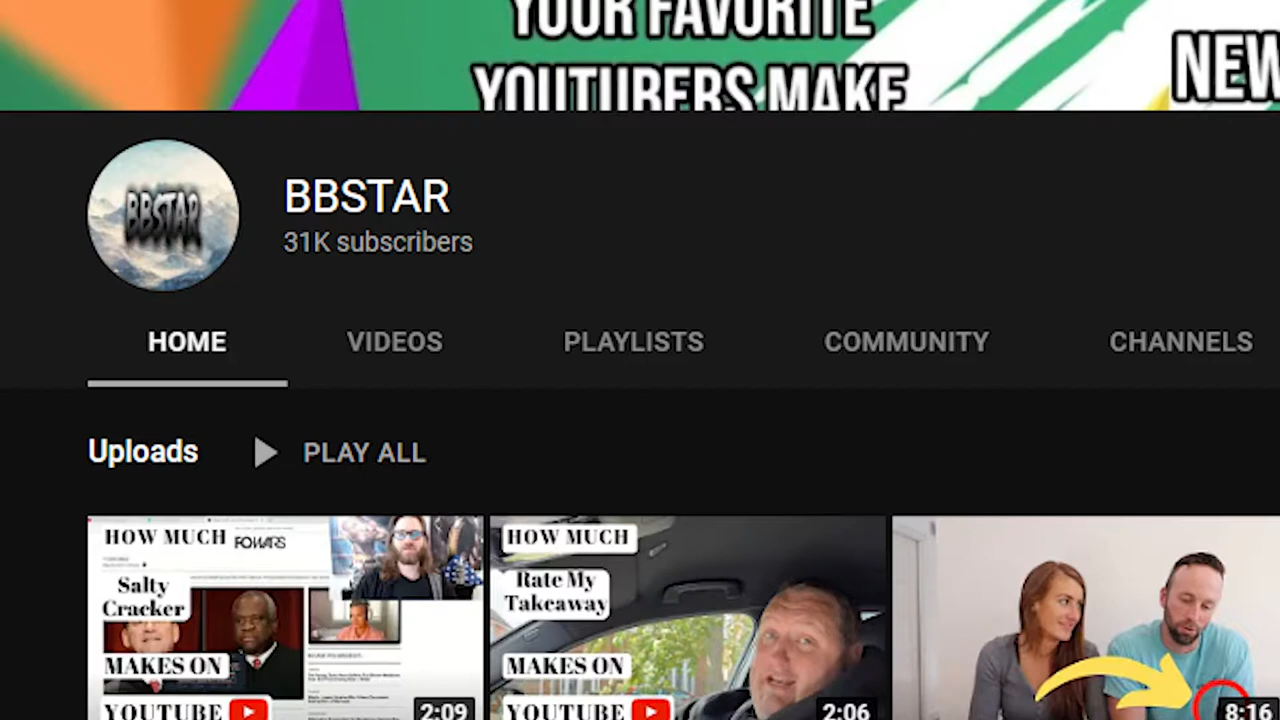 YOUR FAVORITE
YOUTUBERS MAKE
NEW
BBSTAR
BBSTAR
31K subscribers
HOME
VIDEOS
PLAYLISTS
COMMUNITY
CHANNELS
Uploads
PLAY ALL
HOW MUCH
FOWARS
Salty
Cracker
MAKES ON
YOUTUBE
2:09
HOW MUCH
Rate My
Takeaway
MAKES ON
YOUTUBE
2:06
8:16